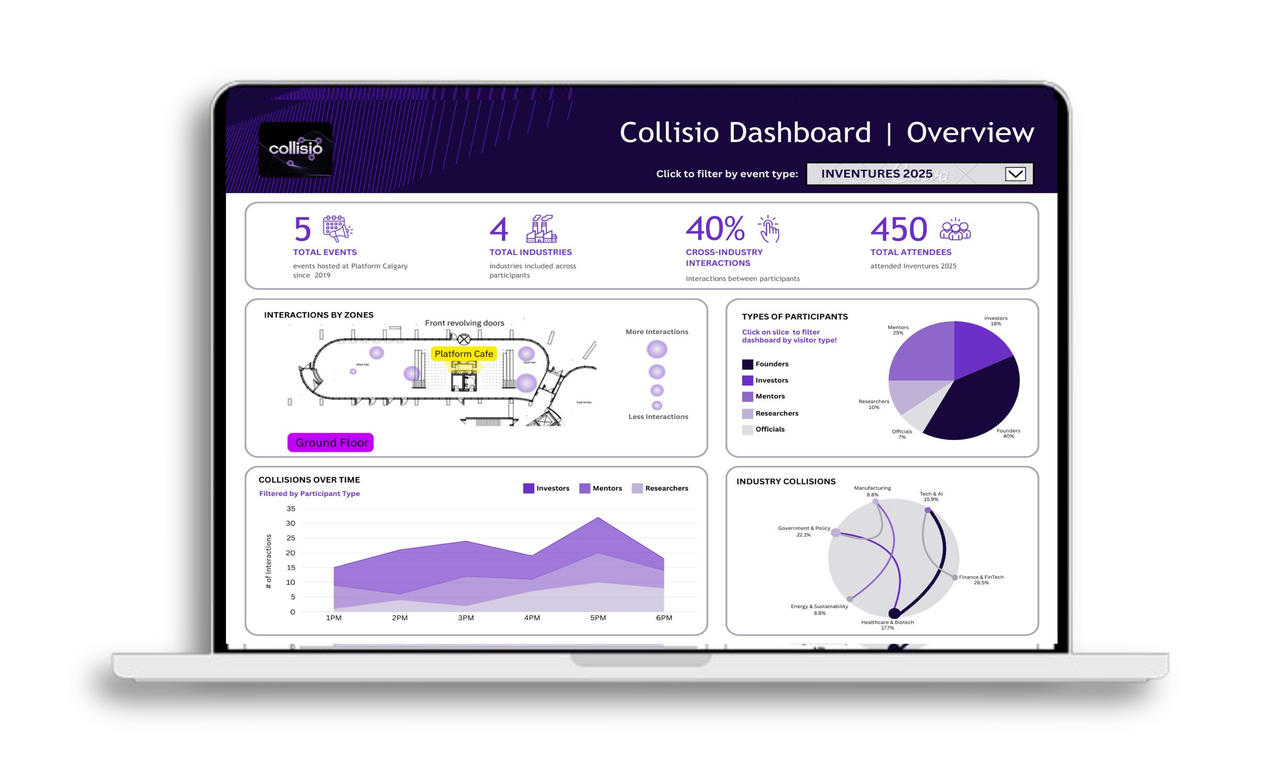 collisio
Collisio Dashboard | Overview
Click to filter by event type:
INVENTURES 2025
5
TOTAL EVENTS
events hosted at Platform Calgary
since 2019
4
TOTAL INDUSTRIES
industries included across
participants
40%
CROSS-INDUSTRY
INTERACTIONS
interactions between participants
450
TOTAL ATTENDEES
attended Inventures 2025
INTERACTIONS BY ZONES
Front revolving doors
Platform Cafe
More Interactions
Less Interactions
Ground Floor
TYPES OF PARTICIPANTS
Click on slice to filter
dashboard by visitor type!
Founders
Investors
Mentors
Researchers
Officials
Investors
18%
Mentors
25%
Researchers
10%
Officials
7%
Founders
40%
COLLISIONS OVER TIME
Filtered by Participant Type
Investors
Mentors
Researchers
# of Interactions
35
30
25
20
15
10
5
0
1PM
2PM
3PM
4PM
5PM
6PM
INDUSTRY COLLISIONS
Manufacturing
8.8%
Tech & AI
15.9%
Government & Policy
22.1%
Finance & FinTech
26.5%
Energy & Sustainability
8.8%
Healthcare & Biotech
17.7%